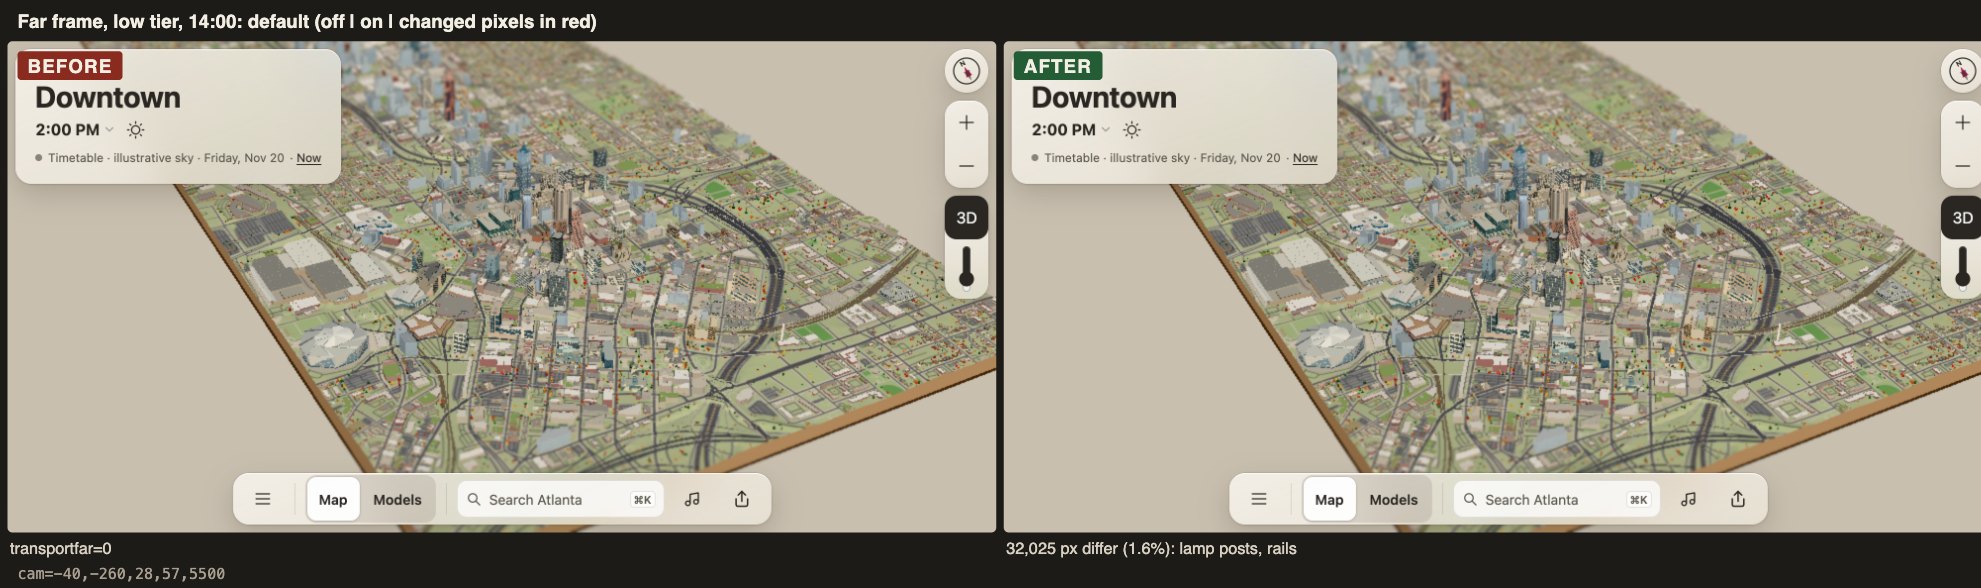 Far frame, low tier, 14:00: default (off | on | changed pixels in red)
BEFORE
Downtown
2:00 PM
Timetable · illustrative sky · Friday, Nov 20 · Now
N
+
−
3D
Map
Models
Search Atlanta
⌘K
transportfar=0
cam=-40,-260,28,57,5500
AFTER
Downtown
2:00 PM
Timetable · illustrative sky · Friday, Nov 20 · Now
N
+
−
3D
Map
Models
Search Atlanta
⌘K
32,025 px differ (1.6%): lamp posts, rails